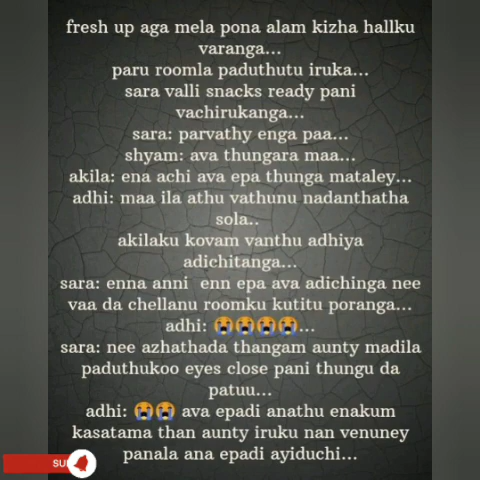 fresh up aga mela pona alam kizha hallku
varanga...
paru roomla paduthutu iruka...
sara valli snacks ready pani
vachirukanga...
sara: parvathy enga paa...
shyam: ava thungara maa...
akila: ena achi ava epa thunga mataley...
adhi: maa ila athu vathunu nadanthatha
sola..
akilaku kovam vanthu adhiya
adichitanga...
sara: enna anni enn epa ava adichinga nee
vaa da chellanu roomku kutitu poranga...
adhi: 😭😭😭😭...
sara: nee azhathada thangam aunty madila
paduthukoo eyes close pani thungu da
patuu...
adhi: 😭😭 ava epadi anathu enakum
kasatama than aunty iruku nan venuney
panala ana epadi ayiduchi...